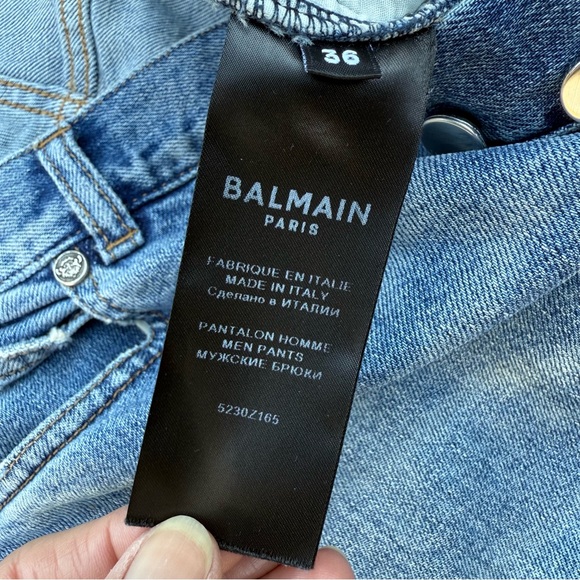 36
BALMAIN
PARIS
FABRIQUE EN ITALIE
MADE IN ITALY
Сделано в ИТАЛИИ
PANTALON HOMME
MEN PANTS
МУЖСКИЕ БРЮКИ
5230Z165